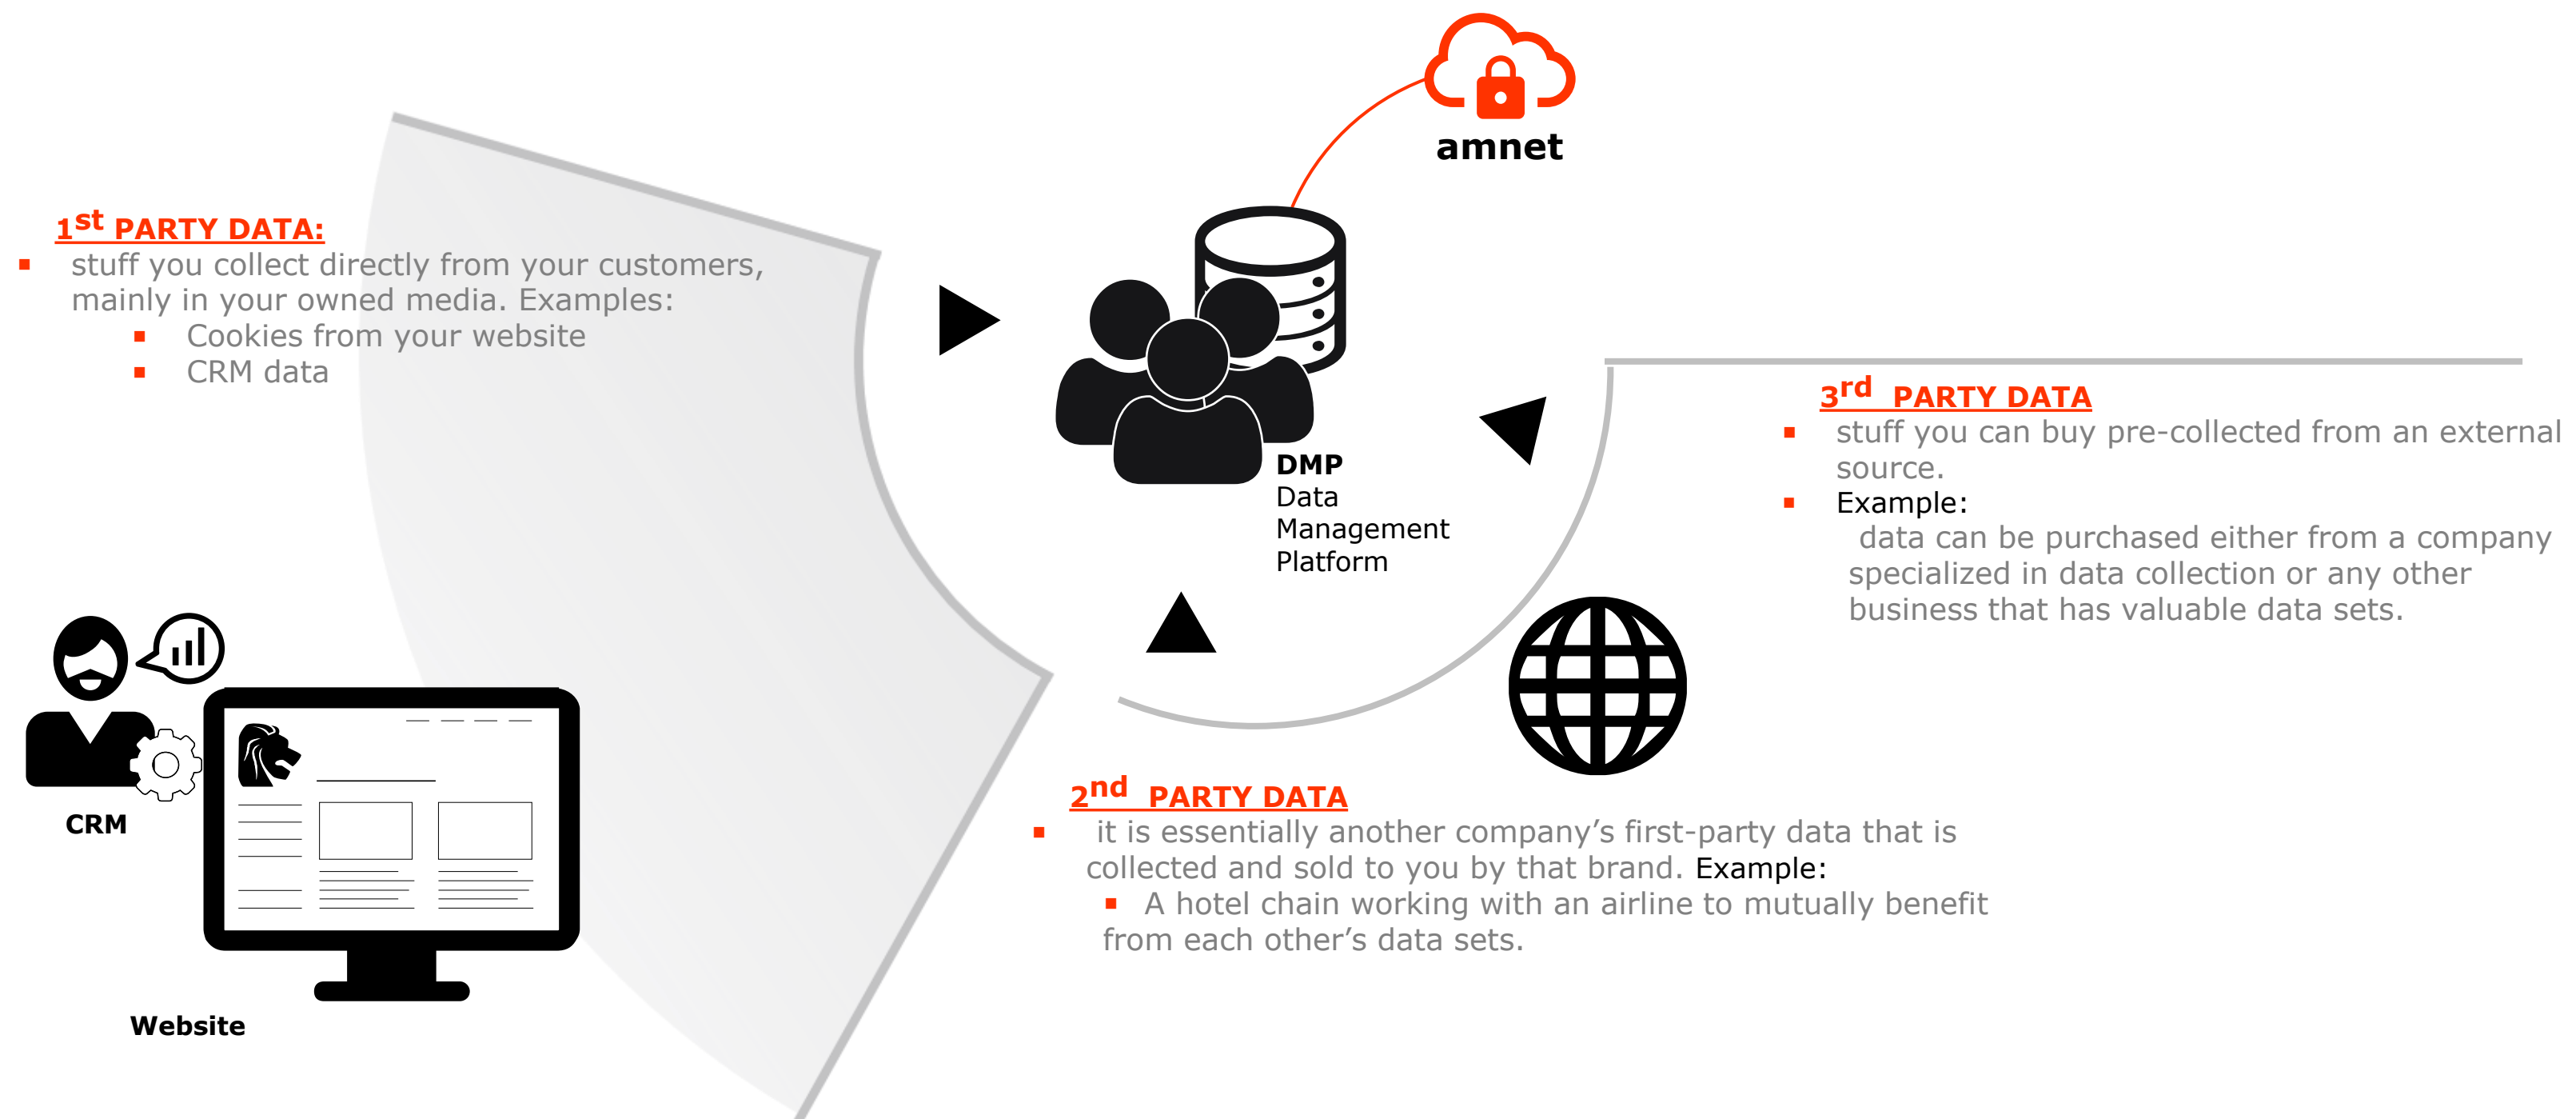 amnet
1st PARTY DATA:
stuff you collect directly from your customers,
mainly in your owned media. Examples:
Cookies from your website
CRM data
DMP
Data
Management
Platform
3rd PARTY DATA
stuff you can buy pre-collected from an external
source.
Example:
data can be purchased either from a company
specialized in data collection or any other
business that has valuable data sets.
CRM
Website
2nd PARTY DATA
it is essentially another company’s first-party data that is
collected and sold to you by that brand. Example:
A hotel chain working with an airline to mutually benefit
from each other’s data sets.